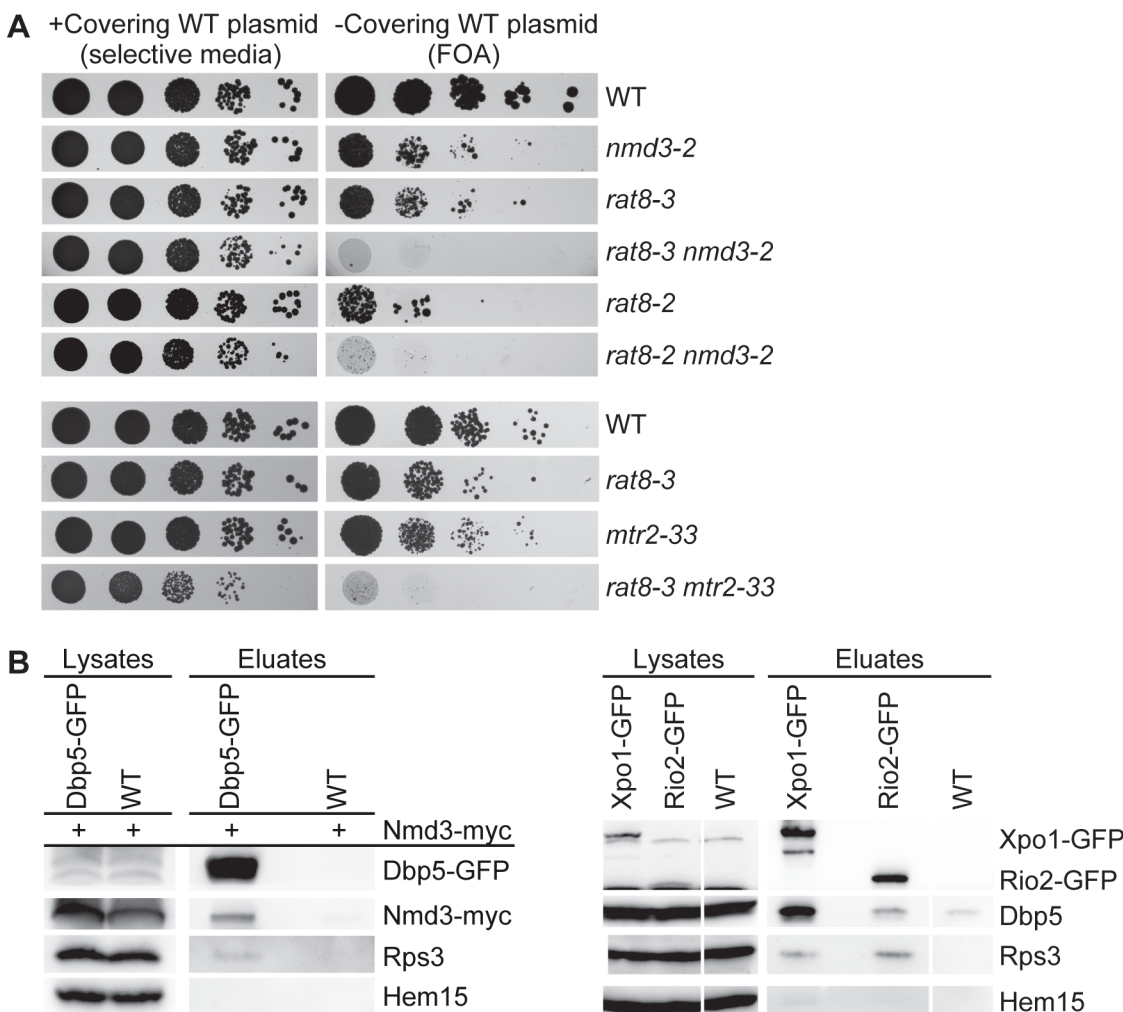 A
+Covering WT plasmid
(selective media)
-Covering WT plasmid
(FOA)
WT
nmd3-2
rat8-3
rat8-3 nmd3-2
rat8-2
rat8-2 nmd3-2
WT
rat8-3
mtr2-33
rat8-3 mtr2-33
B
Lysates
Eluates
Dbp5-GFP
WT
Dbp5-GFP
WT
+ + + + Nmd3-myc
Dbp5-GFP
Nmd3-myc
Rps3
Hem15
Lysates
Eluates
Xpo1-GFP
Rio2-GFP
WT
Xpo1-GFP
Rio2-GFP
WT
Xpo1-GFP
Rio2-GFP
Dbp5
Rps3
Hem15